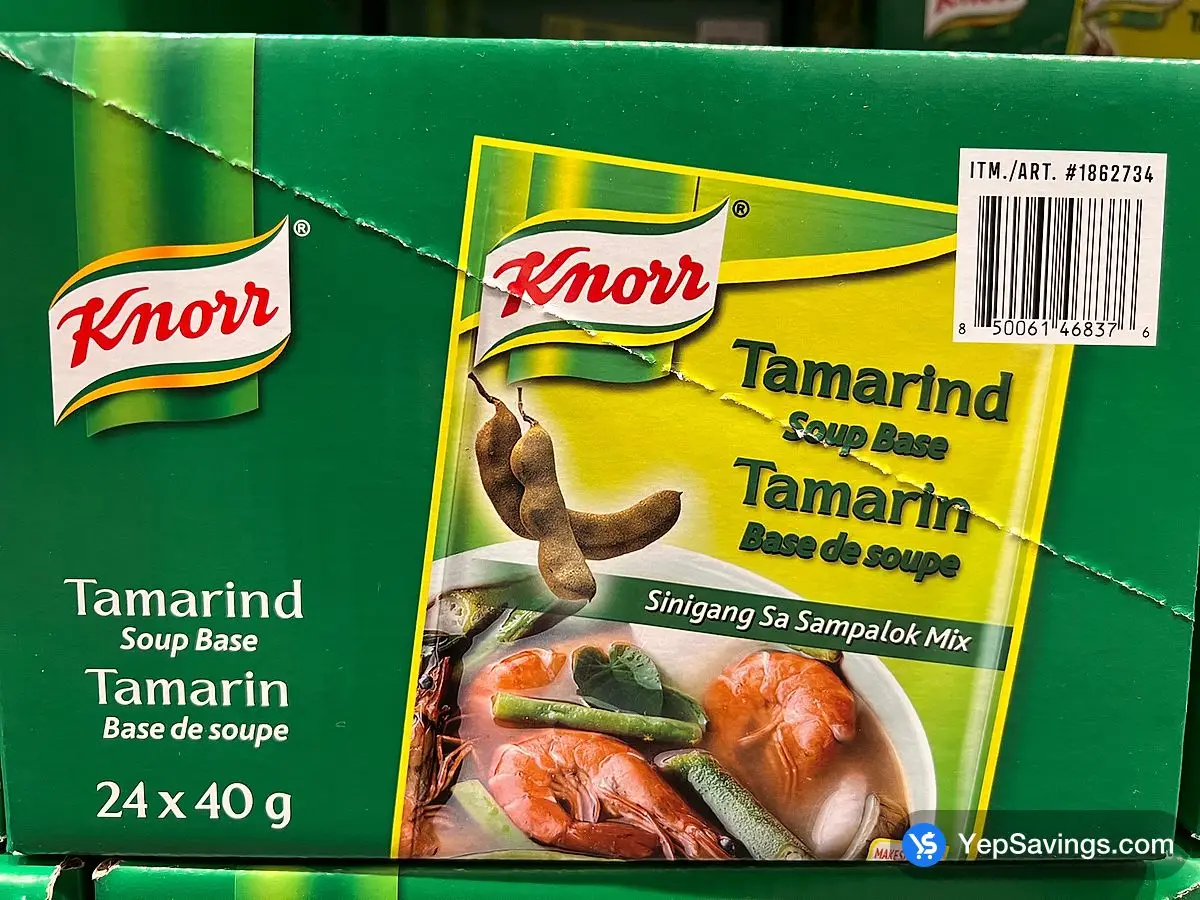 Knorr®
Tamarind
Soup Base
Tamarin
Base de soupe
24 x 40 g
Knorr®
Tamarind
Soup Base
Tamarin
Base de soupe
Sinigang Sa Sampalok Mix
MAKES
ITM./ART. #1862734
8 50061 46837 6
YepSavings.com